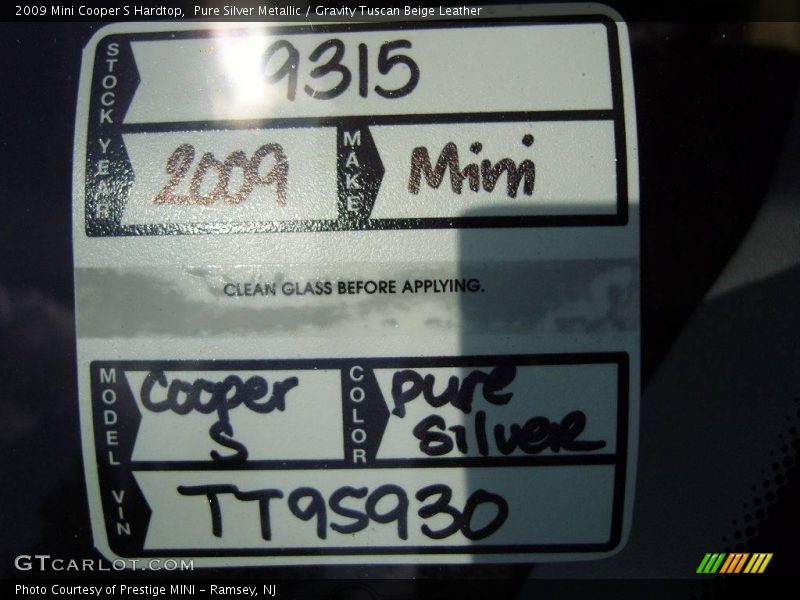 2009 Mini Cooper S Hardtop, Pure Silver Metallic / Gravity Tuscan Beige Leather
STOCK 9315
YEAR 2009 MAKE Mini
CLEAN GLASS BEFORE APPLYING.
MODEL Cooper S COLOR pure silver
VIN TT95930
GTCARLOT.COM
Photo Courtesy of Prestige MINI - Ramsey, NJ